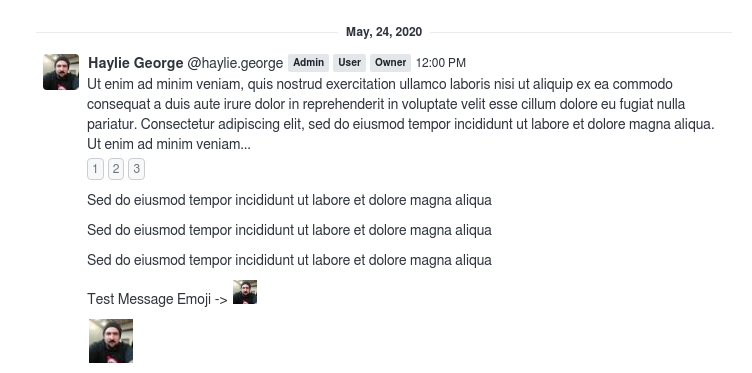 May, 24, 2020
Haylie George @haylie.george Admin User Owner 12:00 PM
Ut enim ad minim veniam, quis nostrud exercitation ullamco laboris nisi ut aliquip ex ea commodo
consequat a duis aute irure dolor in reprehenderit in voluptate velit esse cillum dolore eu fugiat nulla
pariatur. Consectetur adipiscing elit, sed do eiusmod tempor incididunt ut labore et dolore magna aliqua.
Ut enim ad minim veniam...
1 2 3
Sed do eiusmod tempor incididunt ut labore et dolore magna aliqua
Sed do eiusmod tempor incididunt ut labore et dolore magna aliqua
Sed do eiusmod tempor incididunt ut labore et dolore magna aliqua
Test Message Emoji ->